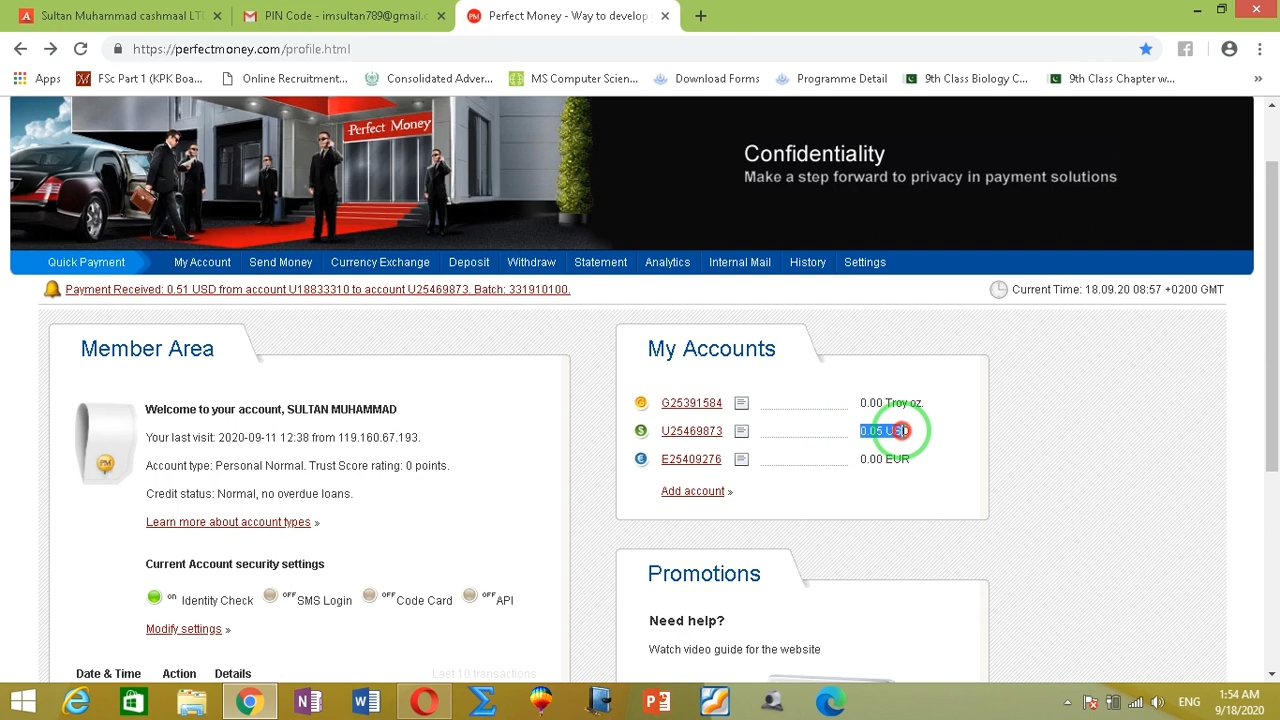 Sultan Muhammad cashmaal LTE
PIN Code - imsultan789@gmail.c
Perfect Money - Way to develop
https://perfectmoney.com/profile.html
Apps
FSc Part 1 (KPK Boa...
Online Recruitment...
Consolidated Adver...
MS Computer Scien...
Download Forms
Programme Detail
9th Class Biology C...
9th Class Chapter w...
»
Perfect Money
Confidentiality
Make a step forward to privacy in payment solutions
Quick Payment
My Account
Send Money
Currency Exchange
Deposit
Withdraw
Statement
Analytics
Internal Mail
History
Settings
Payment Received: 0.51 USD from account U18833310 to account U25469873. Batch: 331910100.
Current Time: 18.09.20 08:57 +0200 GMT
Member Area
Welcome to your account, SULTAN MUHAMMAD
Your last visit: 2020-09-11 12:38 from 119.160.67.193.
Account type: Personal Normal. Trust Score rating: 0 points.
Credit status: Normal, no overdue loans.
Learn more about account types »
Current Account security settings
on Identity Check
OFF SMS Login
OFF Code Card
OFF API
Modify settings »
Date & Time
Action
Details
Last 10 transactions
My Accounts
G25391584 0.00 Troy oz.
U25469873 0.05 USD
E25409276 0.00 EUR
Add account »
Promotions
Need help?
Watch video guide for the website
ENG
1:54 AM
9/18/2020